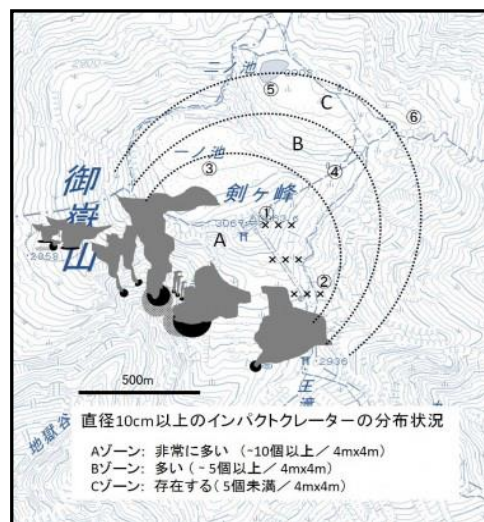 二ノ池
⑤
C
⑥
B
一ノ池
③
④
御嶽山
剣ヶ峰
①
3067
A
②
2936
500m
王滝
地獄谷
直径10cm以上のインパクトクレーターの分布状況
Aゾーン: 非常に多い (~10個以上/ 4mx4m)
Bゾーン: 多い (~ 5個以上/ 4mx4m)
Cゾーン: 存在する( 5個未満/ 4mx4m)